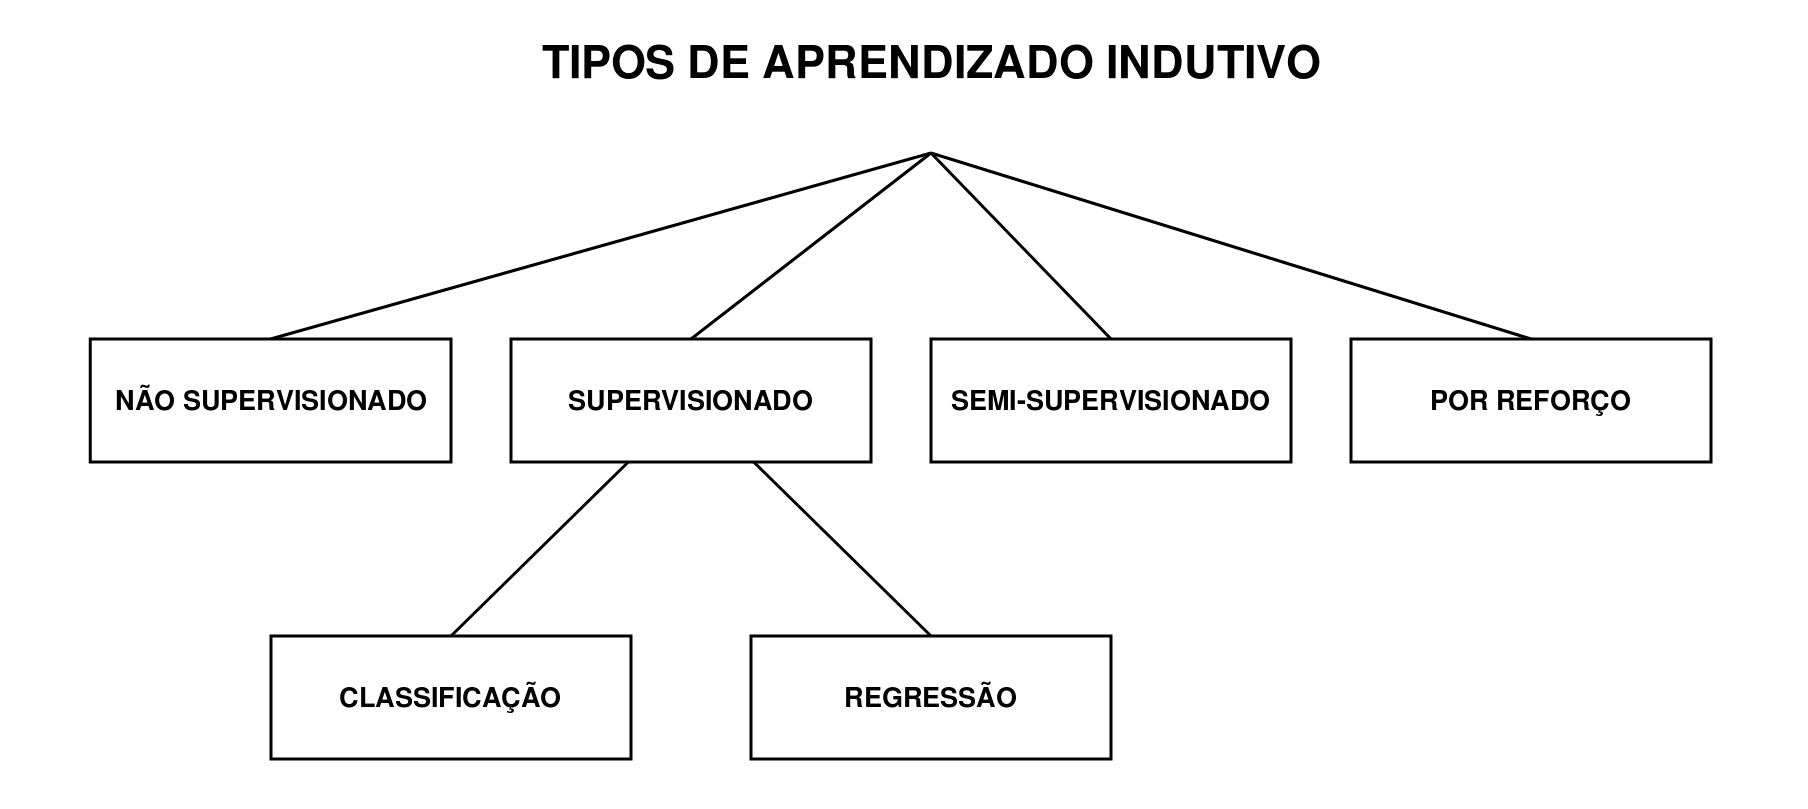 TIPOS DE APRENDIZADO INDUTIVO
NÃO SUPERVISIONADO
SUPERVISIONADO
SEMI-SUPERVISIONADO
POR REFORÇO
CLASSIFICAÇÃO
REGRESSÃO